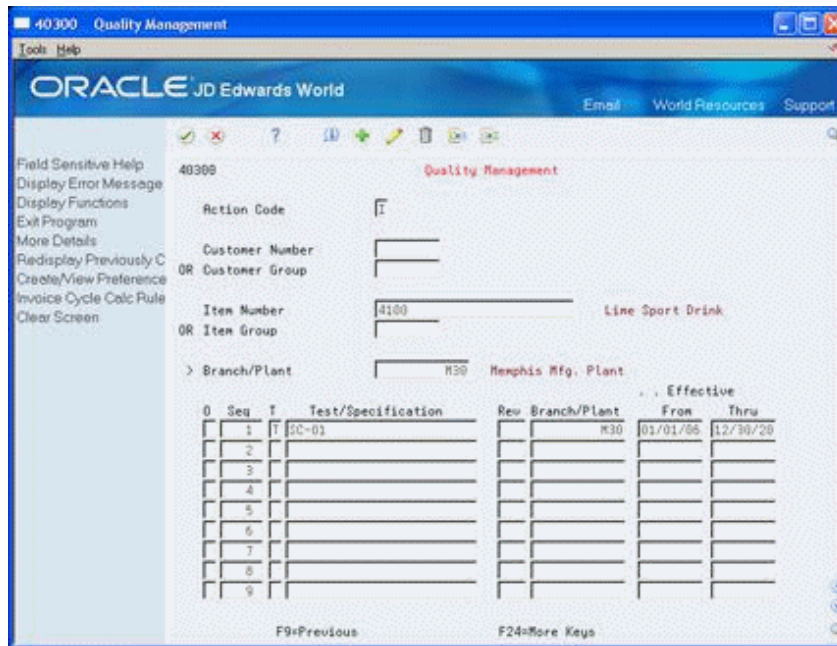 40300 Quality Management
Tools Help
ORACLE JD Edwards World
Email World Resources Support
Field Sensitive Help
Display Error Message
Display Functions
Exit Program
More Details
Redisplay Previously C
Create/View Preference
Invoice Cycle Calc Rule
Clear Screen
40300 Quality Management
Action Code I
Customer Number
OR Customer Group
Item Number 4100 Lime Sport Drink
OR Item Group
> Branch/Plant M30 Memphis Mfg. Plant
. . Effective
O Seq T Test/Specification Rev Branch/Plant From Thru
1 T SC-01 M30 01/01/06 12/30/20
2
3
4
5
6
7
8
9
F9=Previous F24=More Keys